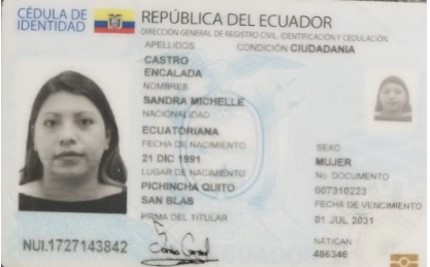 CÉDULA DE
IDENTIDAD
REPÚBLICA DEL ECUADOR
DIRECCIÓN GENERAL DE REGISTRO CIVIL, IDENTIFICACIÓN Y CEDULACIÓN
APELLIDOS
CONDICIÓN CIUDADANIA
CASTRO
ENCALADA
NOMBRES
SANDRA MICHELLE
NACIONALIDAD
ECUATORIANA
FECHA DE NACIMIENTO
21 DIC 1991
LUGAR DE NACIMIENTO
PICHINCHA QUITO
SAN BLAS
FIRMA DEL TITULAR
SEXO
MUJER
No. DOCUMENTO
007310223
FECHA DE VENCIMIENTO
01 JUL 2031
NAT/CAN
486346
NUI.1727143842